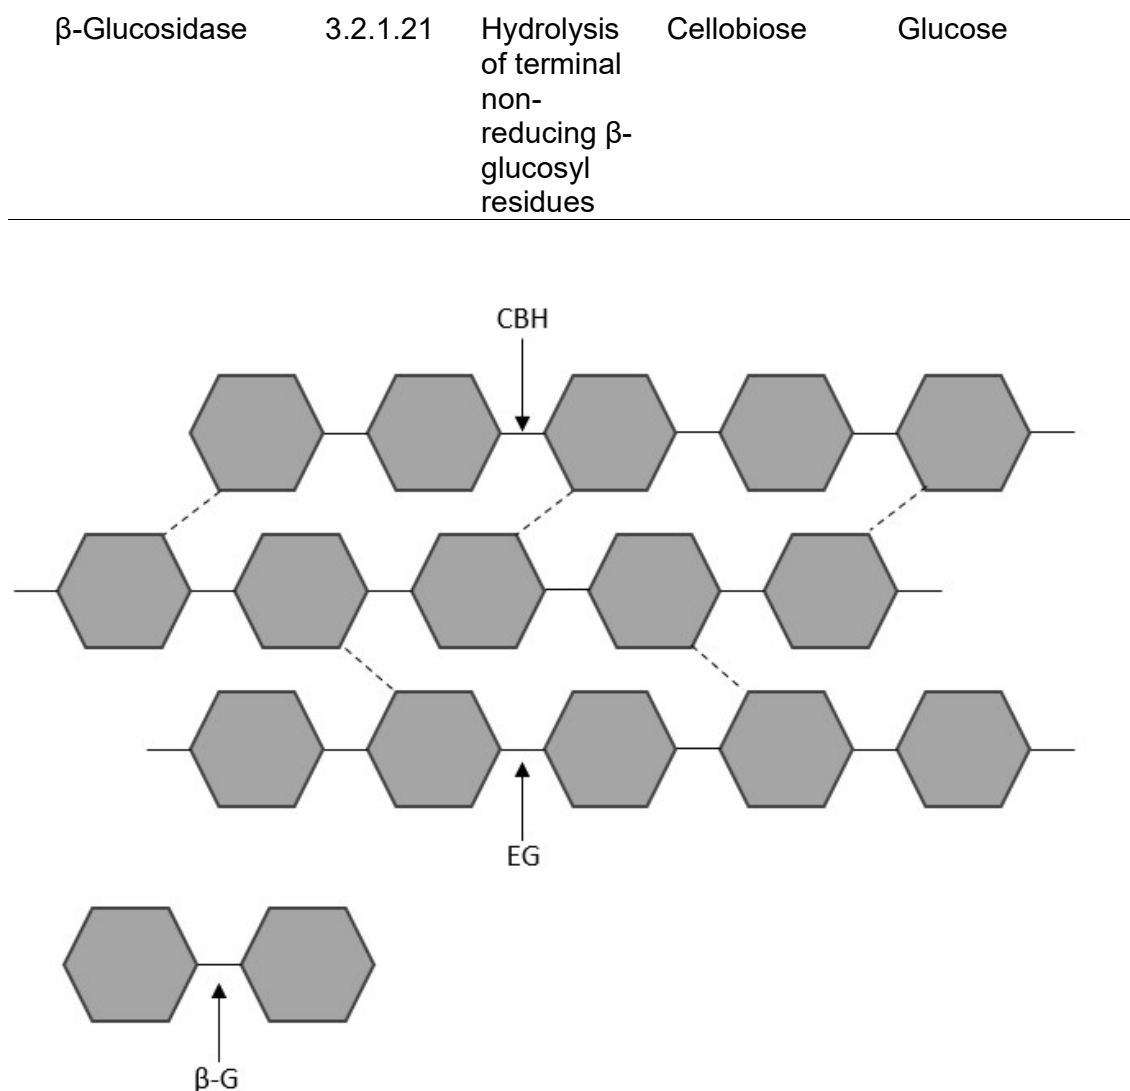 β-Glucosidase 3.2.1.21 Hydrolysis Cellobiose Glucose
of terminal
non-
reducing β-
glucosyl
residues
CBH
EG
β-G